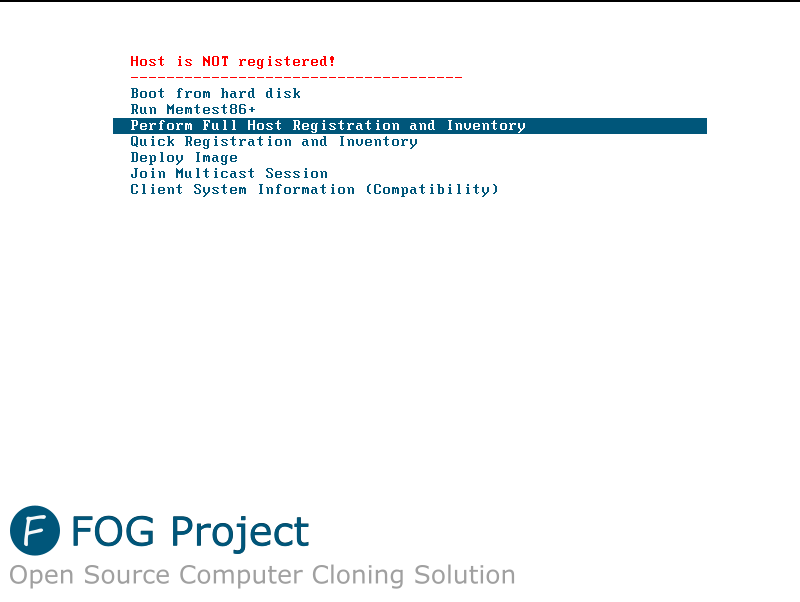 Host is NOT registered!
-------------------------------------
Boot from hard disk
Run Memtest86+
Perform Full Host Registration and Inventory
Quick Registration and Inventory
Deploy Image
Join Multicast Session
Client System Information (Compatibility)
F FOG Project
Open Source Computer Cloning Solution